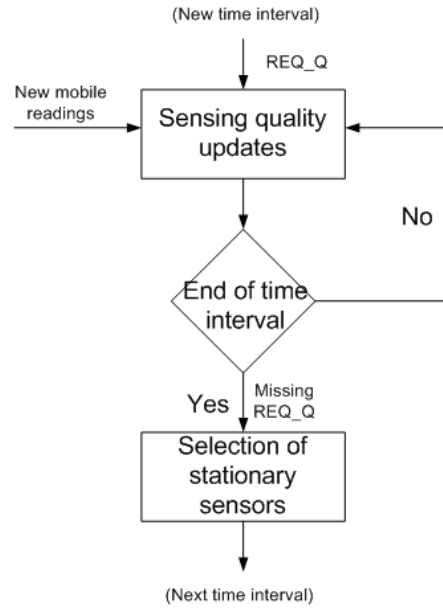 (New time interval)
REQ_Q
New mobile
readings
Sensing quality
updates
No
End of time
interval
Yes
Missing
REQ_Q
Selection of
stationary
sensors
(Next time interval)